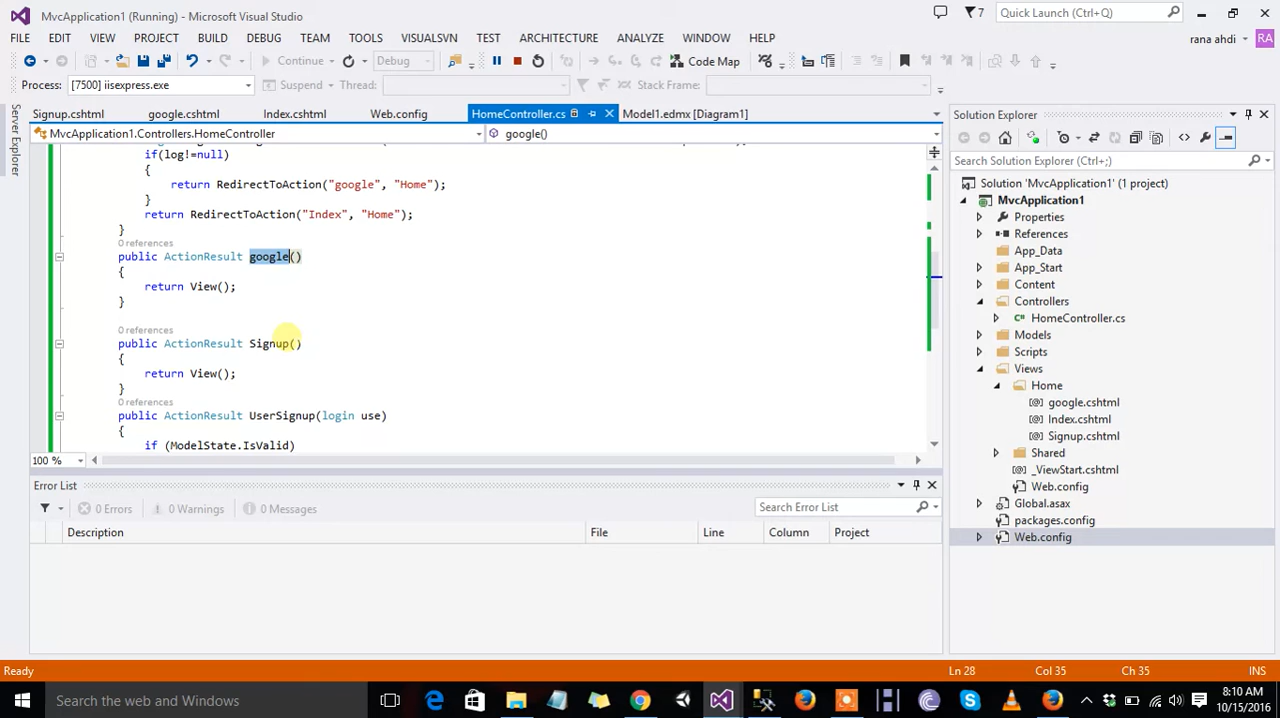 MvcApplication1 (Running) - Microsoft Visual Studio
7
Quick Launch (Ctrl+Q)
FILE EDIT VIEW PROJECT BUILD DEBUG TEAM TOOLS VISUALSVN TEST ARCHITECTURE ANALYZE WINDOW HELP
rana ahdi
RA
Continue
Debug
Code Map
Process: [7500] iisexpress.exe
Suspend
Thread:
Stack Frame:
Server Explorer
Signup.cshtml
google.cshtml
Index.cshtml
Web.config
HomeController.cs
Model1.edmx [Diagram1]
MvcApplication1.Controllers.HomeController
google()
if(log!=null)
{
return RedirectToAction("google", "Home");
}
return RedirectToAction("Index", "Home");
}
0 references
public ActionResult google()
{
return View();
}
0 references
public ActionResult Signup()
{
return View();
}
0 references
public ActionResult UserSignup(login use)
{
if (ModelState.IsValid)
100 %
Solution Explorer
Search Solution Explorer (Ctrl+;)
Solution 'MvcApplication1' (1 project)
MvcApplication1
Properties
References
App_Data
App_Start
Content
Controllers
C# HomeController.cs
Models
Scripts
Views
Home
google.cshtml
Index.cshtml
Signup.cshtml
Shared
_ViewStart.cshtml
Web.config
Global.asax
packages.config
Web.config
Error List
0 Errors
0 Warnings
0 Messages
Search Error List
Description
File
Line
Column
Project
Ready
Ln 28
Col 35
Ch 35
INS
Search the web and Windows
8:10 AM
10/15/2016